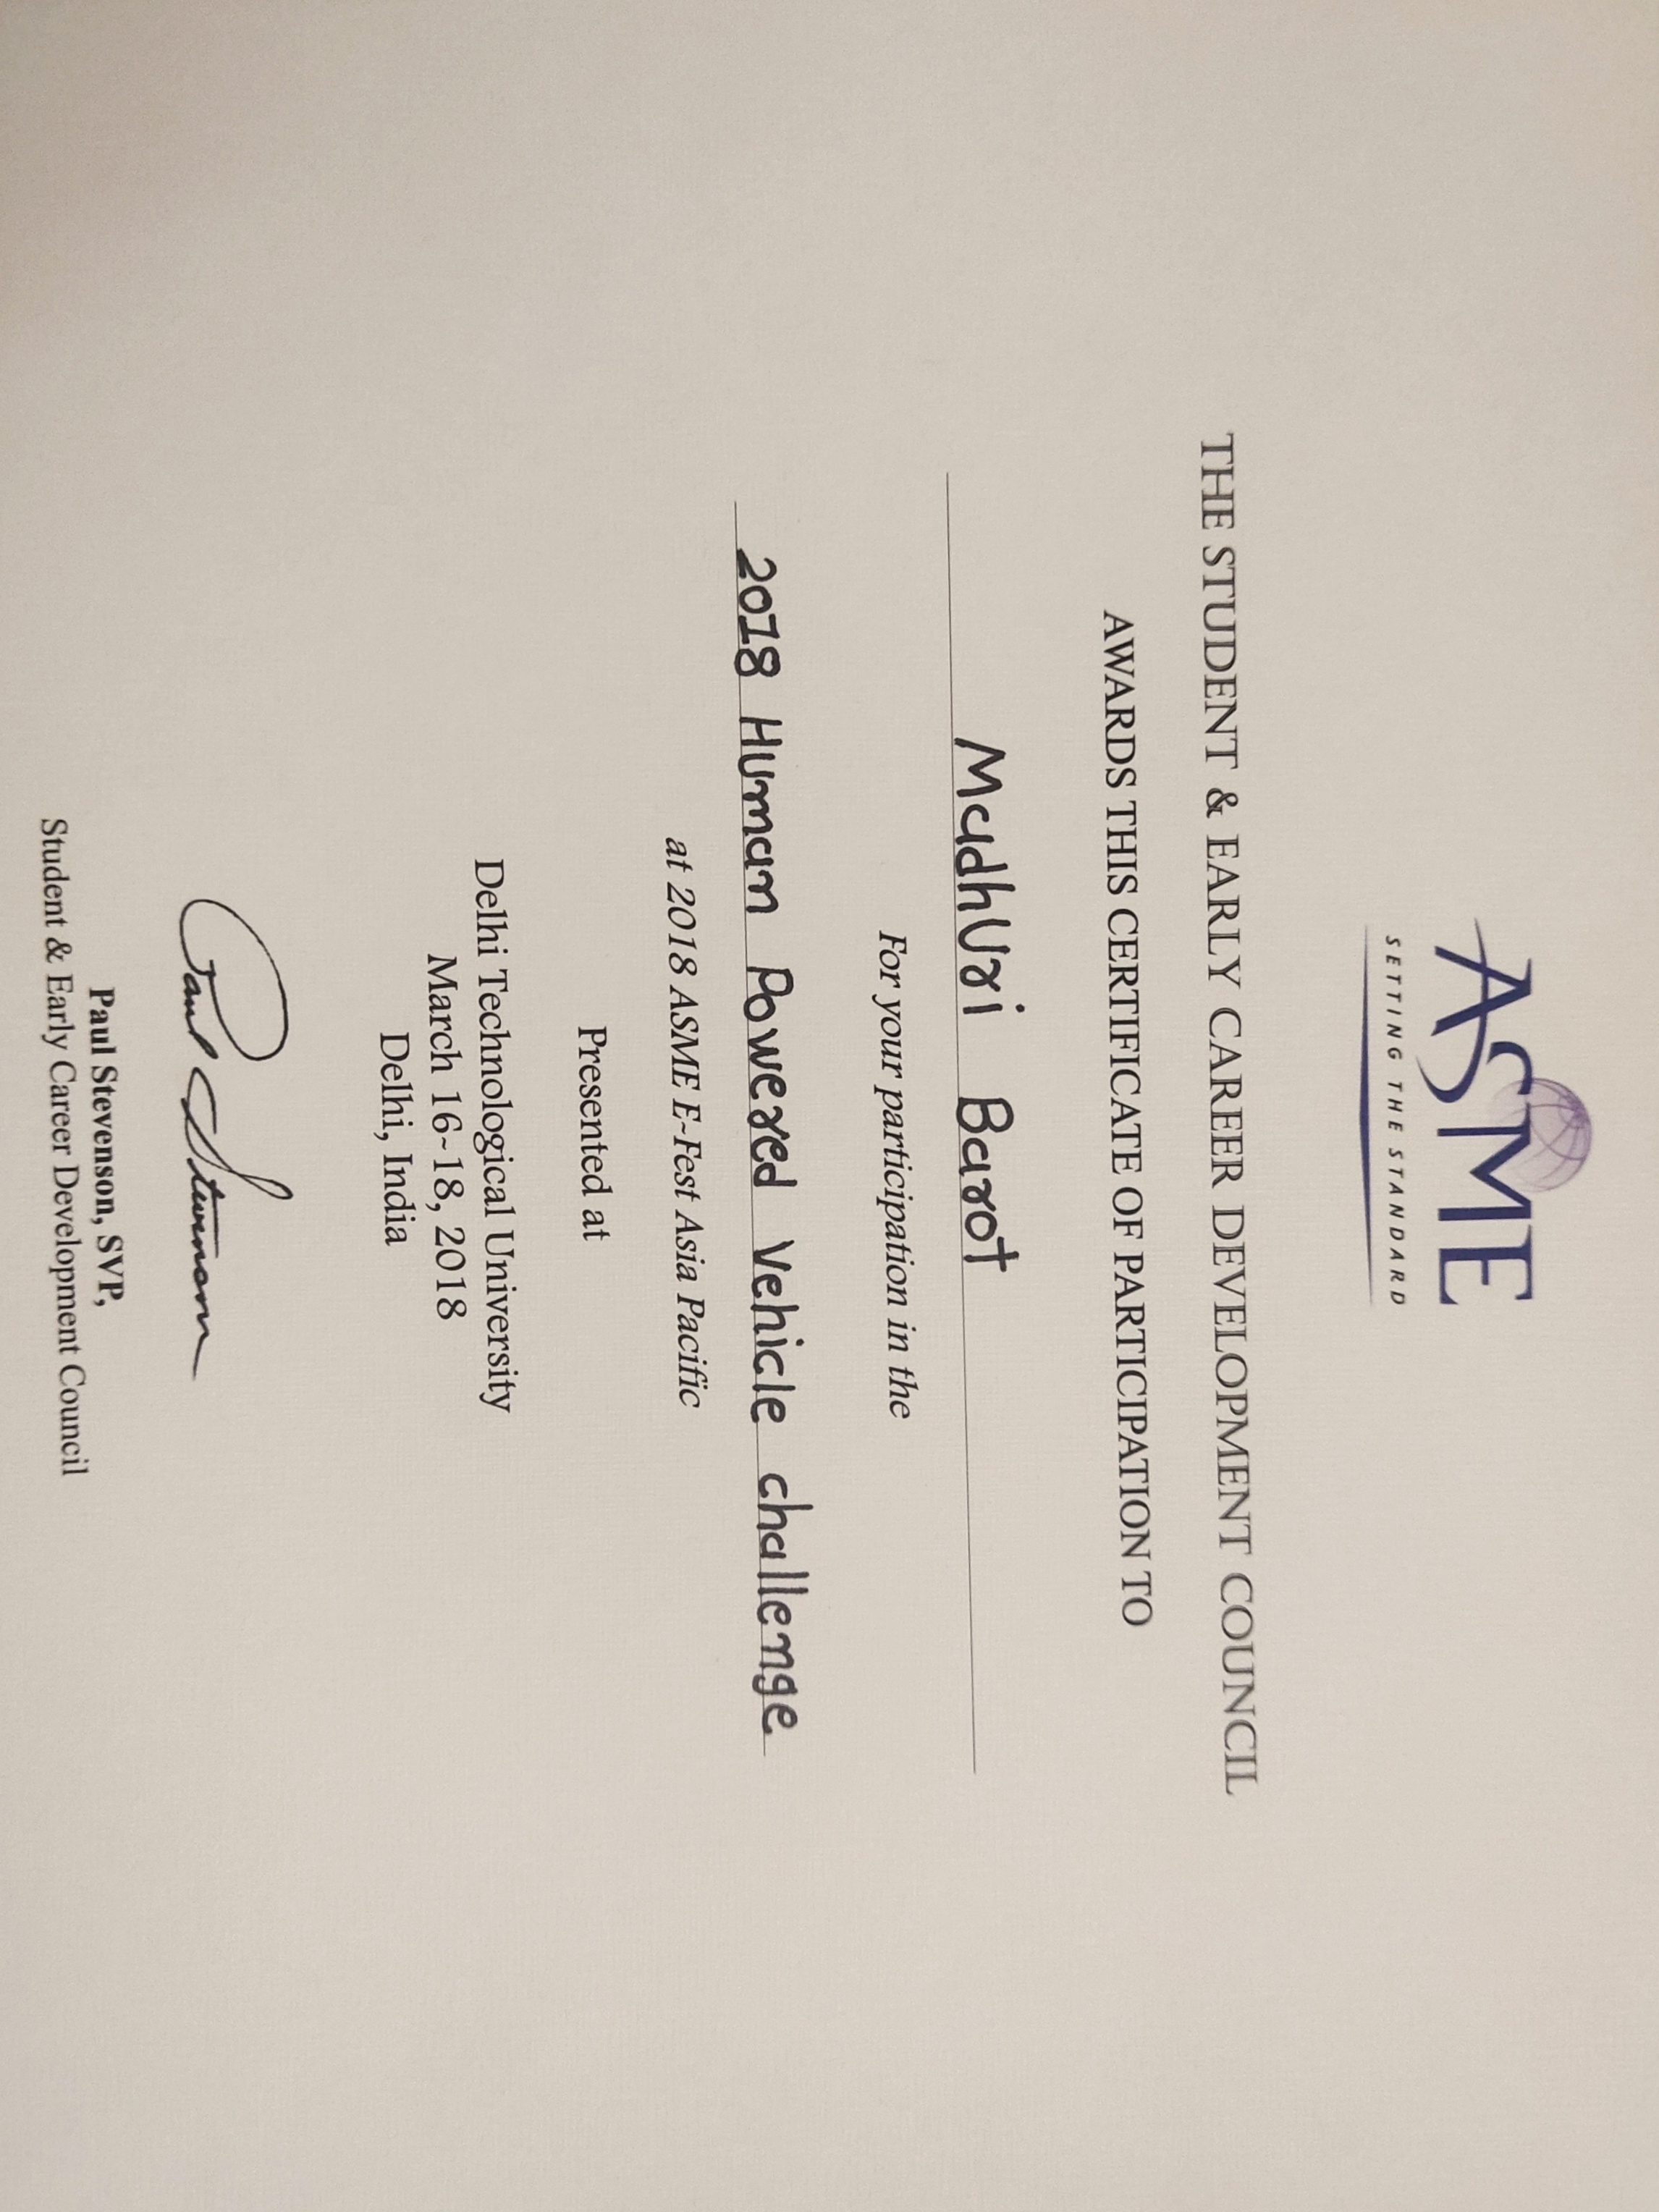 ASME
SETTING THE STANDARD
THE STUDENT & EARLY CAREER DEVELOPMENT COUNCIL
AWARDS THIS CERTIFICATE OF PARTICIPATION TO
MadhUri Barot
For your participation in the
2018 HUman Powered Vehicle challenge
at 2018 ASME E-Fest Asia Pacific
Presented at
Delhi Technological University
March 16-18, 2018
Delhi, India
Paul Stevenson
Paul Stevenson, SVP,
Student & Early Career Development Council